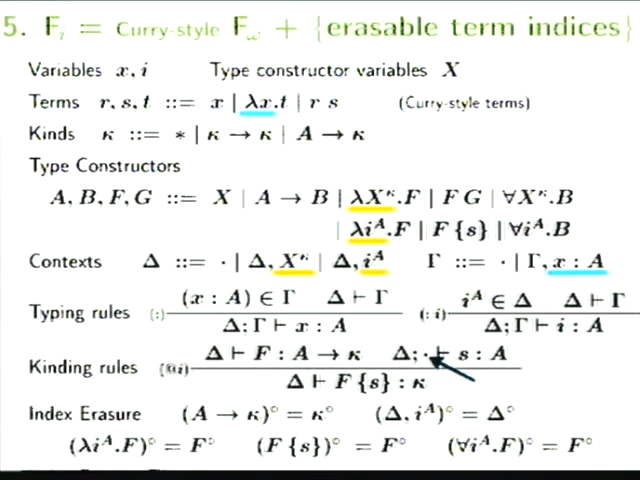 5. Fᵢ = Curry-style F_ω + {erasable term indices}
Variables x, i Type constructor variables X
Terms r, s, t ::= x | λx.t | r s (Curry-style terms)
Kinds κ ::= * | κ → κ | A → κ
Type Constructors
A, B, F, G ::= X | A → B | λX^κ.F | F G | ∀X^κ.B
| λi^A.F | F {s} | ∀i^A.B
Contexts Δ ::= · | Δ, X^κ | Δ, i^A Γ ::= · | Γ, x : A
(x : A) ∈ Γ Δ ⊢ Γ i^A ∈ Δ Δ ⊢ Γ
Typing rules (:) (: i)
Δ; Γ ⊢ x : A Δ; Γ ⊢ i : A
Δ ⊢ F : A → κ Δ; · ⊢ s : A
Kinding rules (@i)
Δ ⊢ F {s} : κ
Index Erasure (A → κ)° = κ° (Δ, i^A)° = Δ°
(λi^A.F)° = F° (F {s})° = F° (∀i^A.F)° = F°